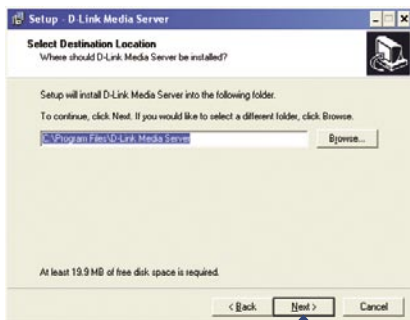 Setup - D-Link Media Server
Select Destination Location
Where should D-Link Media Server be installed?
Setup will install D-Link Media Server into the following folder.
To continue, click Next. If you would like to select a different folder, click Browse.
C:\Program Files\D-Link Media Server
Browse...
At least 19.9 MB of free disk space is required.
< Back
Next >
Cancel